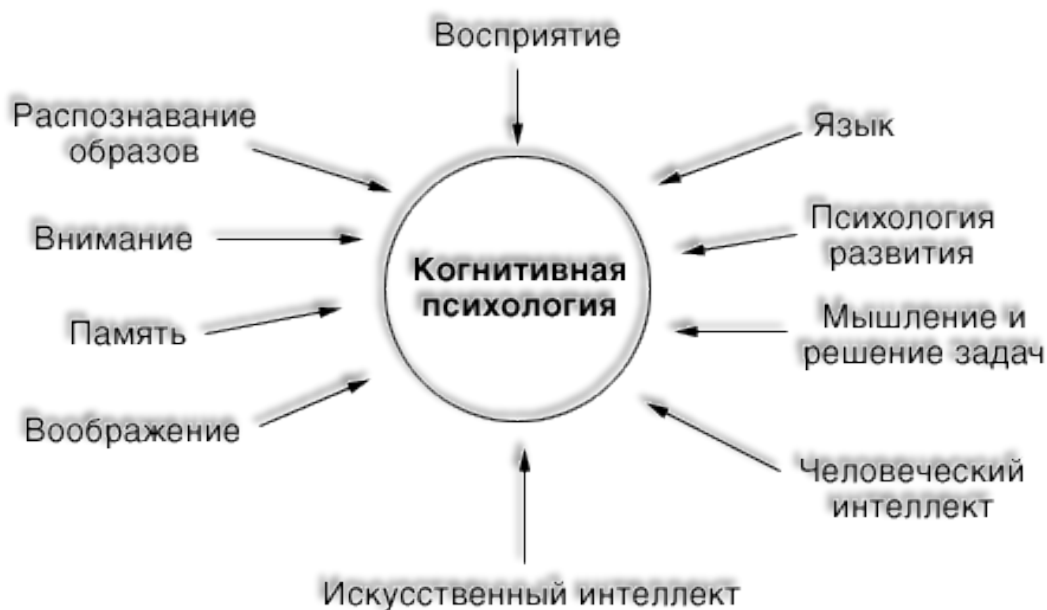 Восприятие
Распознавание
образов
Язык
Внимание
Психология
развития
Когнитивная
психология
Память
Мышление и
решение задач
Воображение
Человеческий
интеллект
Искусственный интеллект